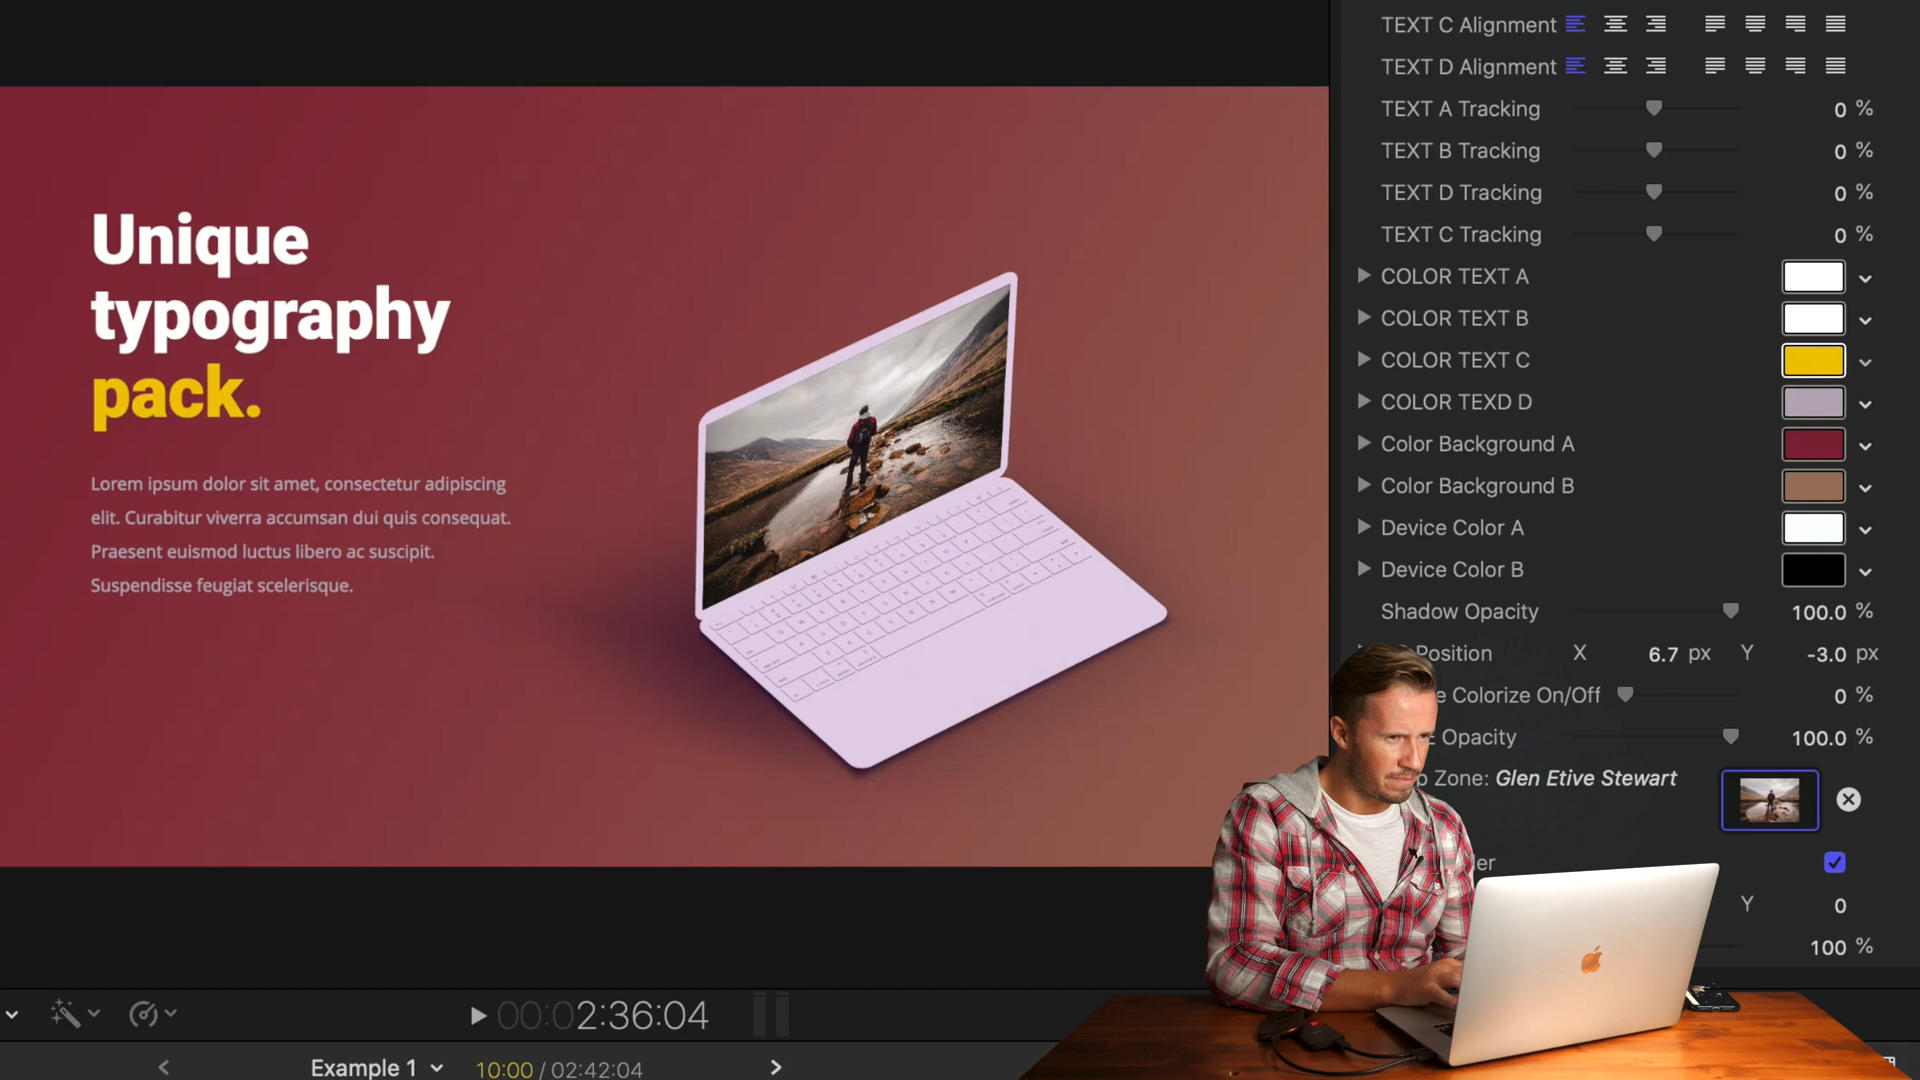 Unique
typography
pack.
Lorem ipsum dolor sit amet, consectetur adipiscing
elit. Curabitur viverra accumsan dui quis consequat.
Praesent euismod luctus libero ac suscipit.
Suspendisse feugiat scelerisque.
TEXT C Alignment
TEXT D Alignment
TEXT A Tracking 0 %
TEXT B Tracking 0 %
TEXT D Tracking 0 %
TEXT C Tracking 0 %
COLOR TEXT A
COLOR TEXT B
COLOR TEXT C
COLOR TEXD D
Color Background A
Color Background B
Device Color A
Device Color B
Shadow Opacity 100.0 %
Position X 6.7 px Y -3.0 px
e Colorize On/Off 0 %
E Opacity 100.0 %
p Zone: Glen Etive Stewart
er
Y 0
100 %
00:02:36:04
Example 1 10:00 / 02:42:04